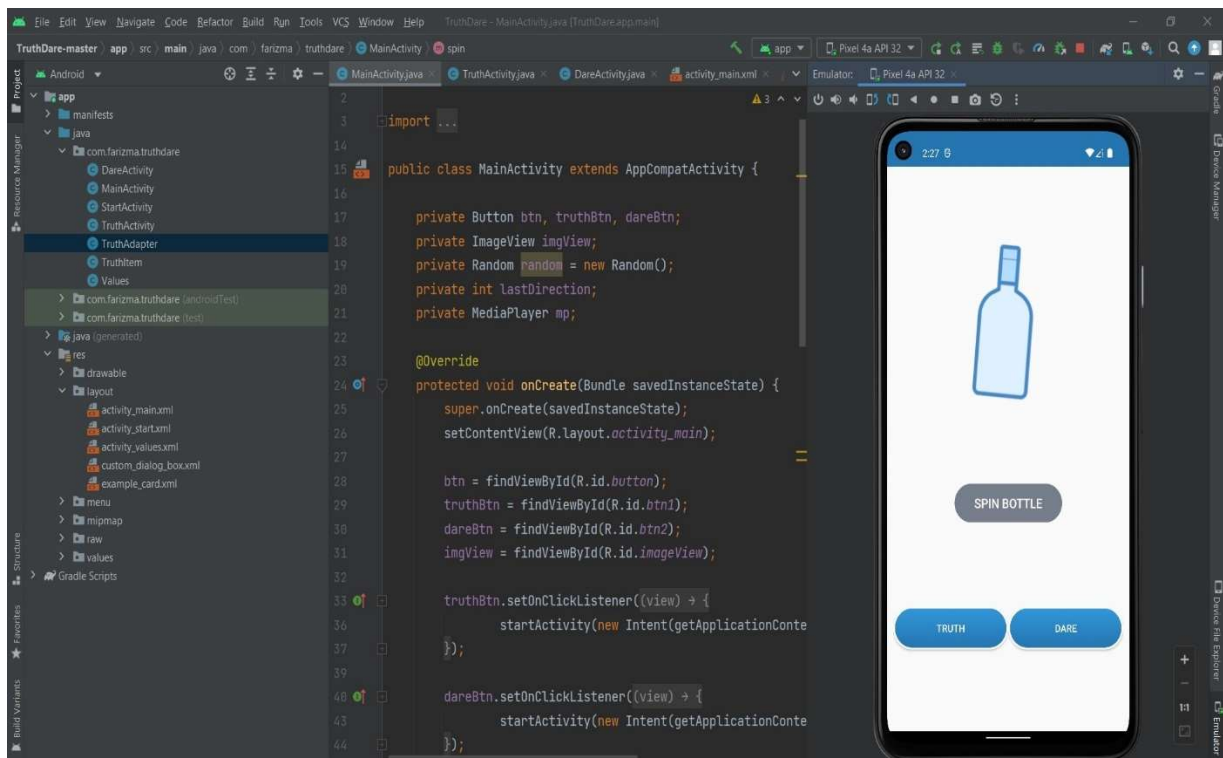 File Edit View Navigate Code Refactor Build Run Tools VCS Window Help TruthDare - MainActivity.java [TruthDare.app.main]
TruthDare-master app src main java com farizma truthdare MainActivity spin app Pixel 4a API 32
Project
Resource Manager
Structure
Favorites
Build Variants
Android
app
manifests
java
com.farizma.truthdare
DareActivity
MainActivity
StartActivity
TruthActivity
TruthAdapter
TruthItem
Values
com.farizma.truthdare (androidTest)
com.farizma.truthdare (test)
java (generated)
res
drawable
layout
activity_main.xml
activity_start.xml
activity_values.xml
custom_dialog_box.xml
example_card.xml
menu
mipmap
raw
values
Gradle Scripts
MainActivity.java TruthActivity.java DareActivity.java activity_main.xml
3
2
3 import ...
14
15 public class MainActivity extends AppCompatActivity {
16
17 private Button btn, truthBtn, dareBtn;
18 private ImageView imgView;
19 private Random random = new Random();
20 private int lastDirection;
21 private MediaPlayer mp;
22
23 @Override
24 protected void onCreate(Bundle savedInstanceState) {
25 super.onCreate(savedInstanceState);
26 setContentView(R.layout.activity_main);
27
28 btn = findViewById(R.id.button);
29 truthBtn = findViewById(R.id.btn1);
30 dareBtn = findViewById(R.id.btn2);
31 imgView = findViewById(R.id.imageView);
32
33 truthBtn.setOnClickListener((view) → {
36 startActivity(new Intent(getApplicationConte
37 });
39
40 dareBtn.setOnClickListener((view) → {
43 startActivity(new Intent(getApplicationConte
44 });
Emulator: Pixel 4a API 32
2:27
SPIN BOTTLE
TRUTH DARE
1:1
Gradle
Device Manager
Device File Explorer
Emulator